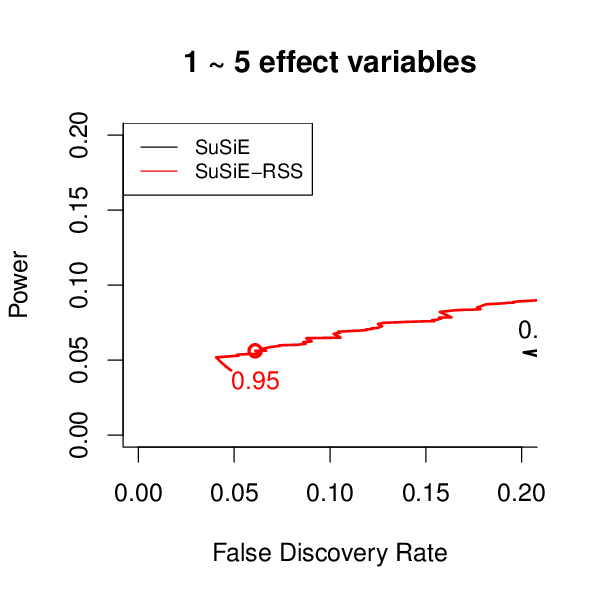 1 ~ 5 effect variables
SuSiE
SuSiE−RSS
Power
0.20
0.15
0.10
0.05
0.00
0.
0.95
0.00 0.05 0.10 0.15 0.20
False Discovery Rate